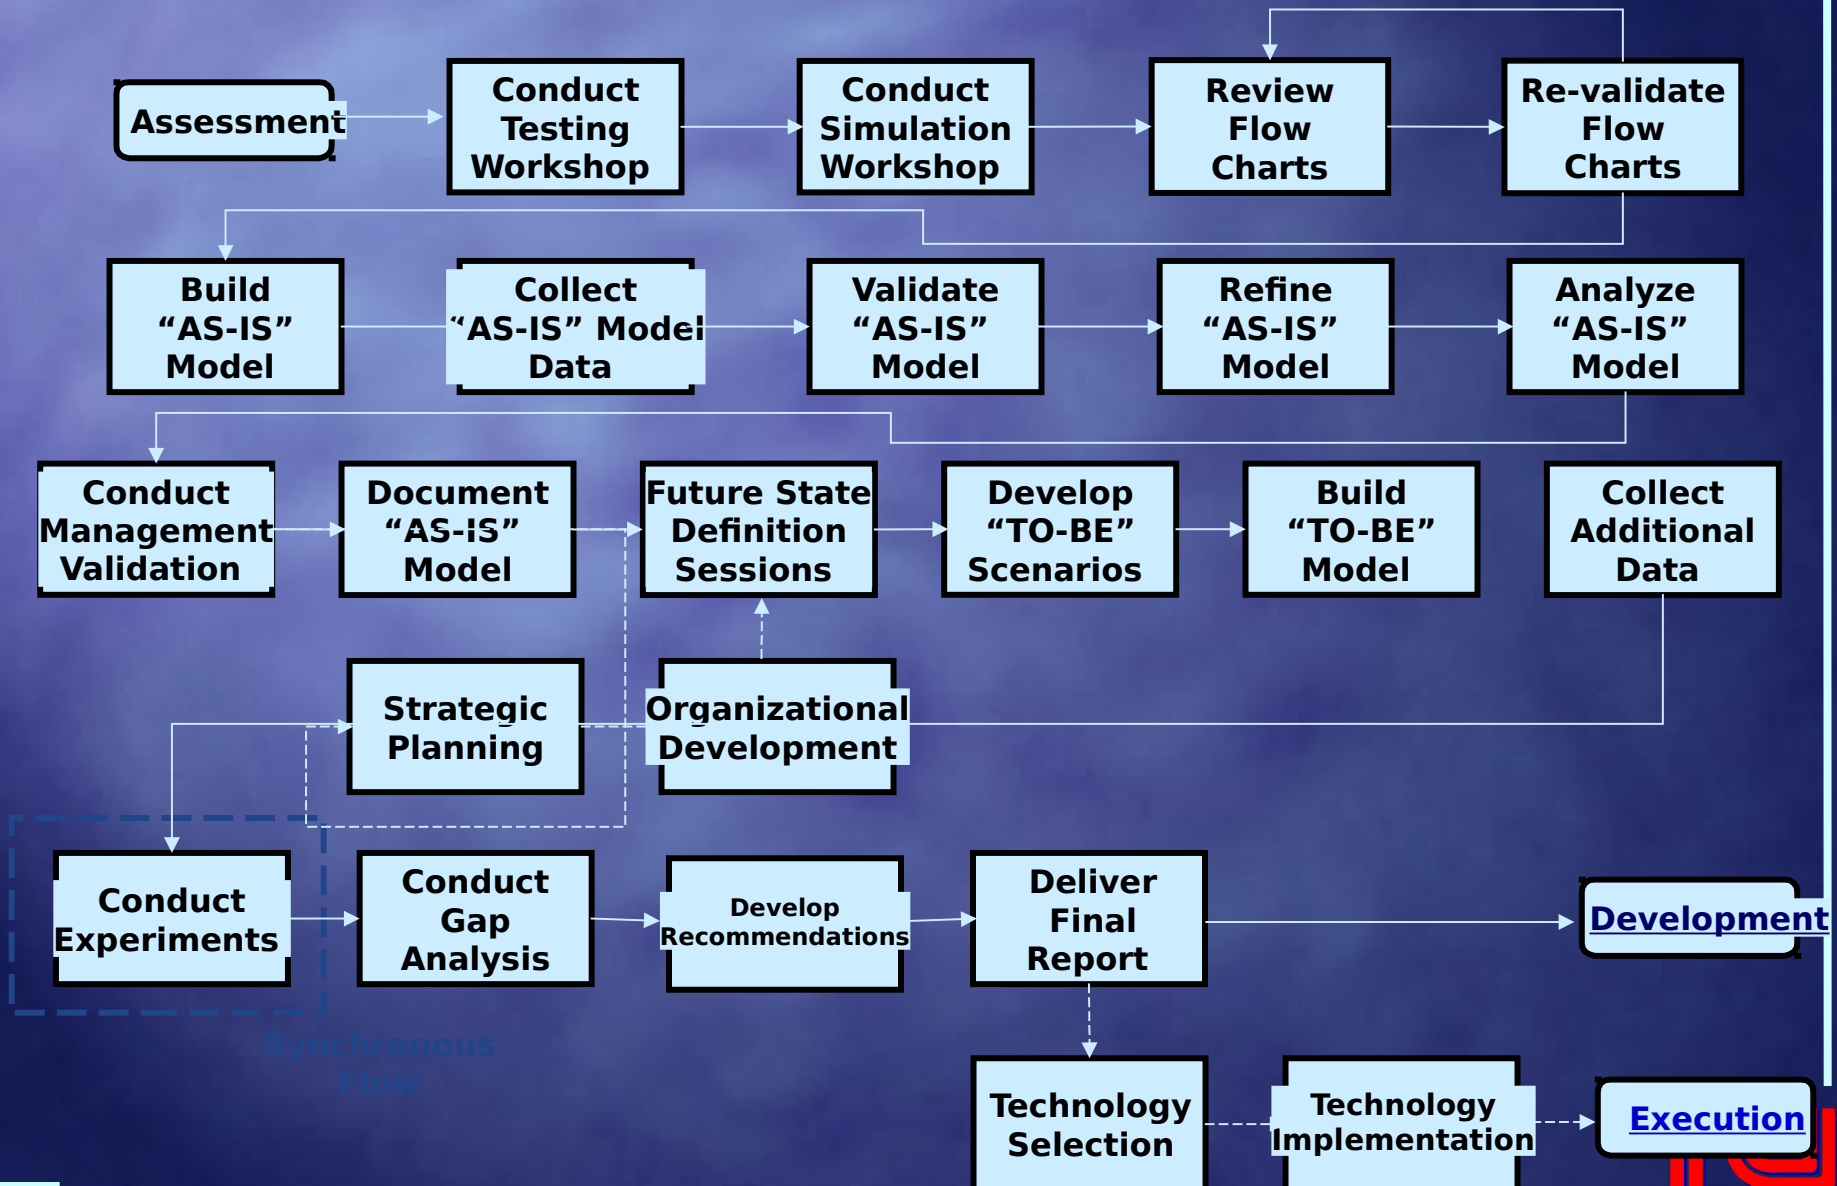 Assessment
Conduct
Testing
Workshop
Conduct
Simulation
Workshop
Review
Flow
Charts
Re-validate
Flow
Charts
Build
“AS-IS”
Model
Collect
“AS-IS” Model
Data
Validate
“AS-IS”
Model
Refine
“AS-IS”
Model
Analyze
“AS-IS”
Model
Conduct
Management
Validation
Document
“AS-IS”
Model
Future State
Definition
Sessions
Develop
“TO-BE”
Scenarios
Build
“TO-BE”
Model
Collect
Additional
Data
Strategic
Planning
Organizational
Development
Conduct
Experiments
Conduct
Gap
Analysis
Develop
Recommendations
Deliver
Final
Report
Development
Synchronous
Flow
Technology
Selection
Technology
Implementation
Execution